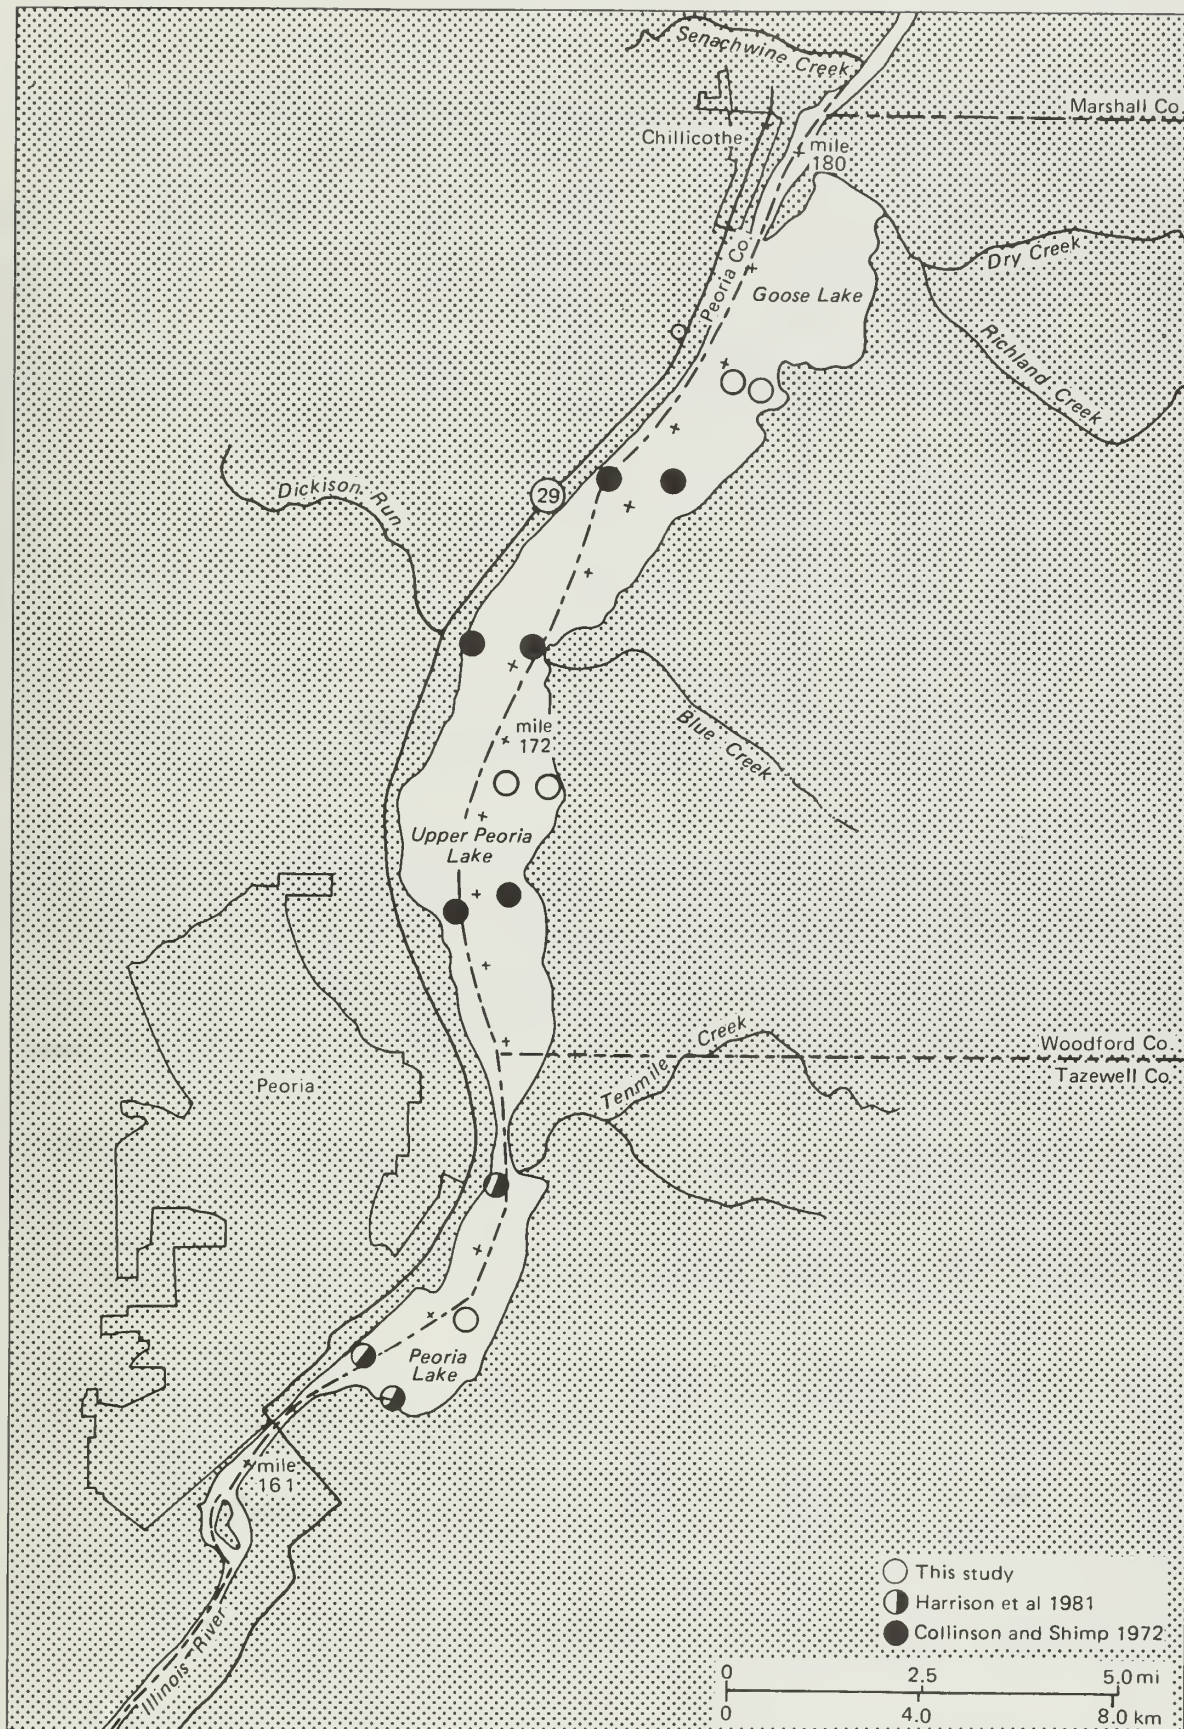 Senachwine Creek
Marshall Co.
Chillicothe
mile
180
Peoria Co.
Dry Creek
Goose Lake
Richland Creek
29
Dickison Run
mile
172
Blue Creek
Upper Peoria
Lake
Woodford Co.
Tazewell Co.
Tenmile Creek
Peoria
Peoria
Lake
mile
161
Illinois River
This study
Harrison et al 1981
Collinson and Shimp 1972
0 2.5 5.0 mi
0 4.0 8.0 km